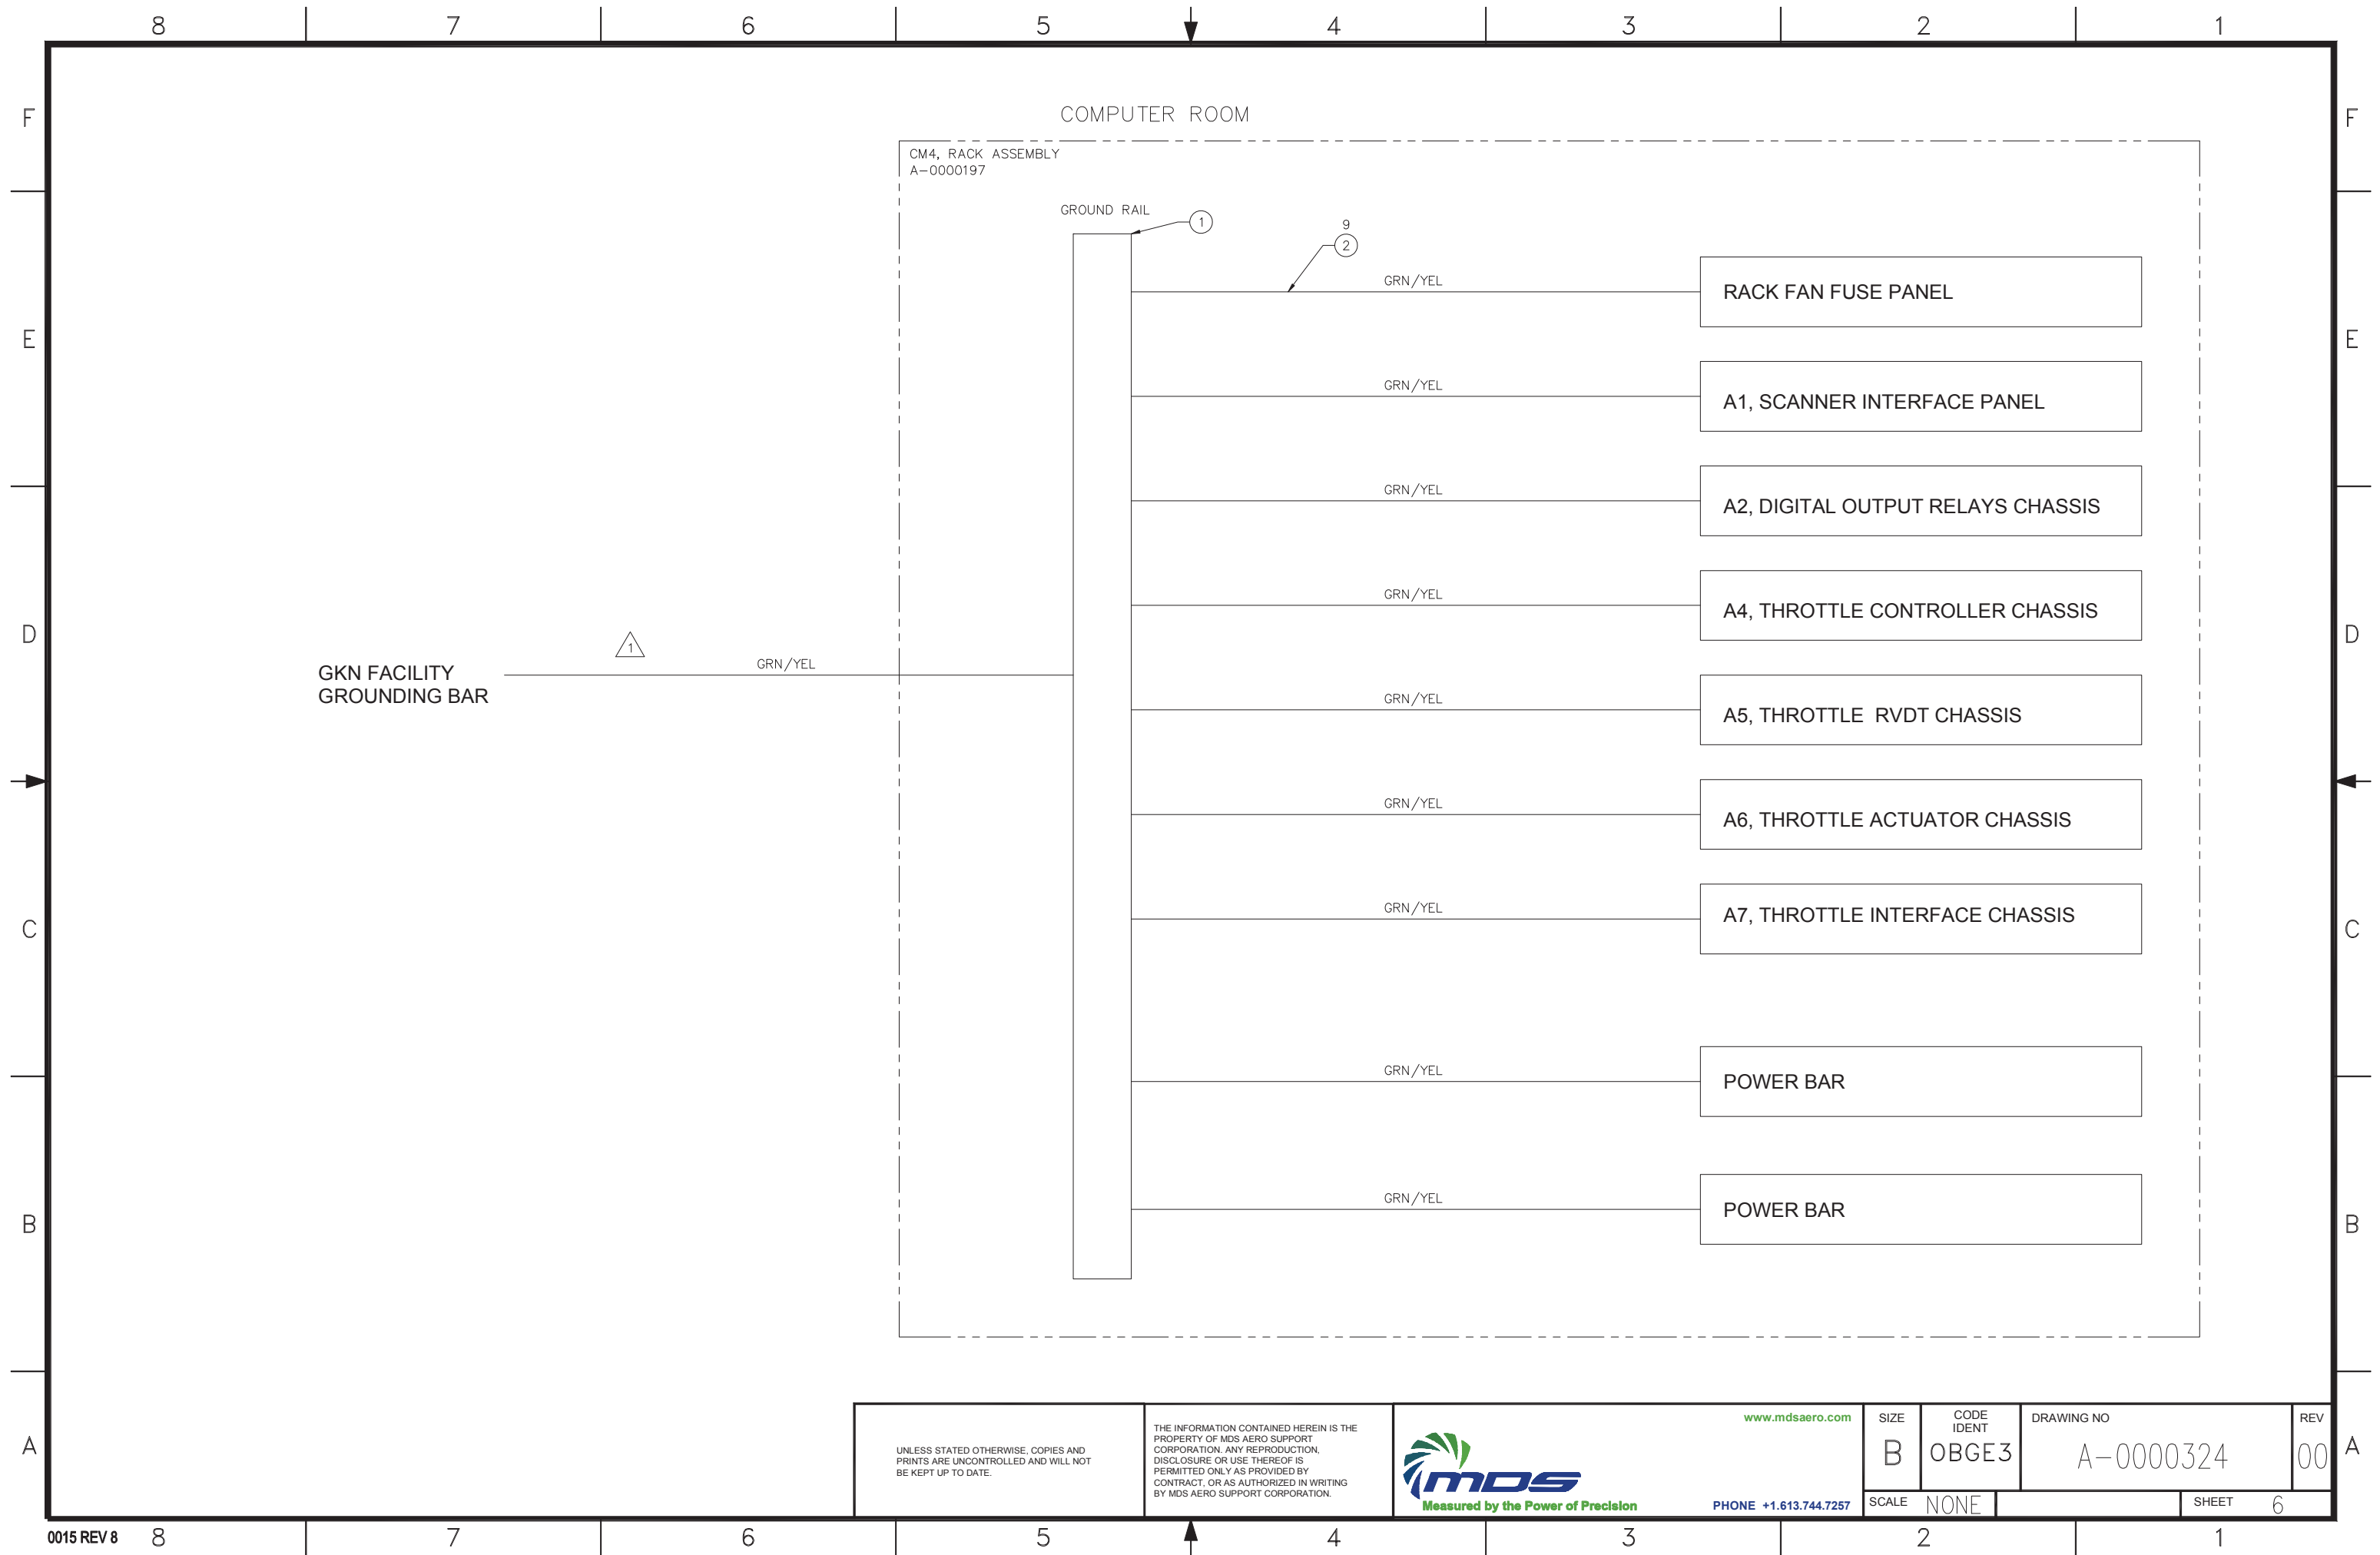 8 7 6 5 4 3 2 1
F F
COMPUTER ROOM
CM4, RACK ASSEMBLY
A-0000197
GROUND RAIL
1
9
2
GRN/YEL
RACK FAN FUSE PANEL
E E
GRN/YEL
A1, SCANNER INTERFACE PANEL
GRN/YEL
A2, DIGITAL OUTPUT RELAYS CHASSIS
GRN/YEL
A4, THROTTLE CONTROLLER CHASSIS
D D
1
GRN/YEL
GKN FACILITY
GROUNDING BAR
GRN/YEL
A5, THROTTLE RVDT CHASSIS
GRN/YEL
A6, THROTTLE ACTUATOR CHASSIS
GRN/YEL
A7, THROTTLE INTERFACE CHASSIS
C C
GRN/YEL
POWER BAR
GRN/YEL
POWER BAR
B B
A A
UNLESS STATED OTHERWISE, COPIES AND
PRINTS ARE UNCONTROLLED AND WILL NOT
BE KEPT UP TO DATE.
THE INFORMATION CONTAINED HEREIN IS THE
PROPERTY OF MDS AERO SUPPORT
CORPORATION. ANY REPRODUCTION,
DISCLOSURE OR USE THEREOF IS
PERMITTED ONLY AS PROVIDED BY
CONTRACT, OR AS AUTHORIZED IN WRITING
BY MDS AERO SUPPORT CORPORATION.
www.mdsaero.com
mDS
Measured by the Power of Precision
PHONE +1.613.744.7257
SIZE
B
CODE
IDENT
OBGE3
DRAWING NO
A-0000324
REV
00
SCALE NONE
SHEET 6
0015 REV 8
8 7 6 5 4 3 2 1